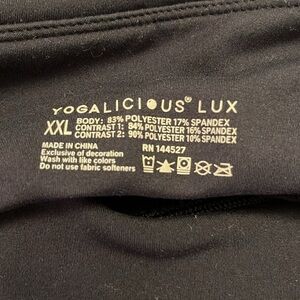 YOGALICIOUS® LUX
XXL BODY: 83% POLYESTER 17% SPANDEX
CONTRAST 1: 84% POLYESTER 16% SPANDEX
CONTRAST 2: 90% POLYESTER 10% SPANDEX
MADE IN CHINA RN 144527
Exclusive of decoration
Wash with like colors
Do not use fabric softeners